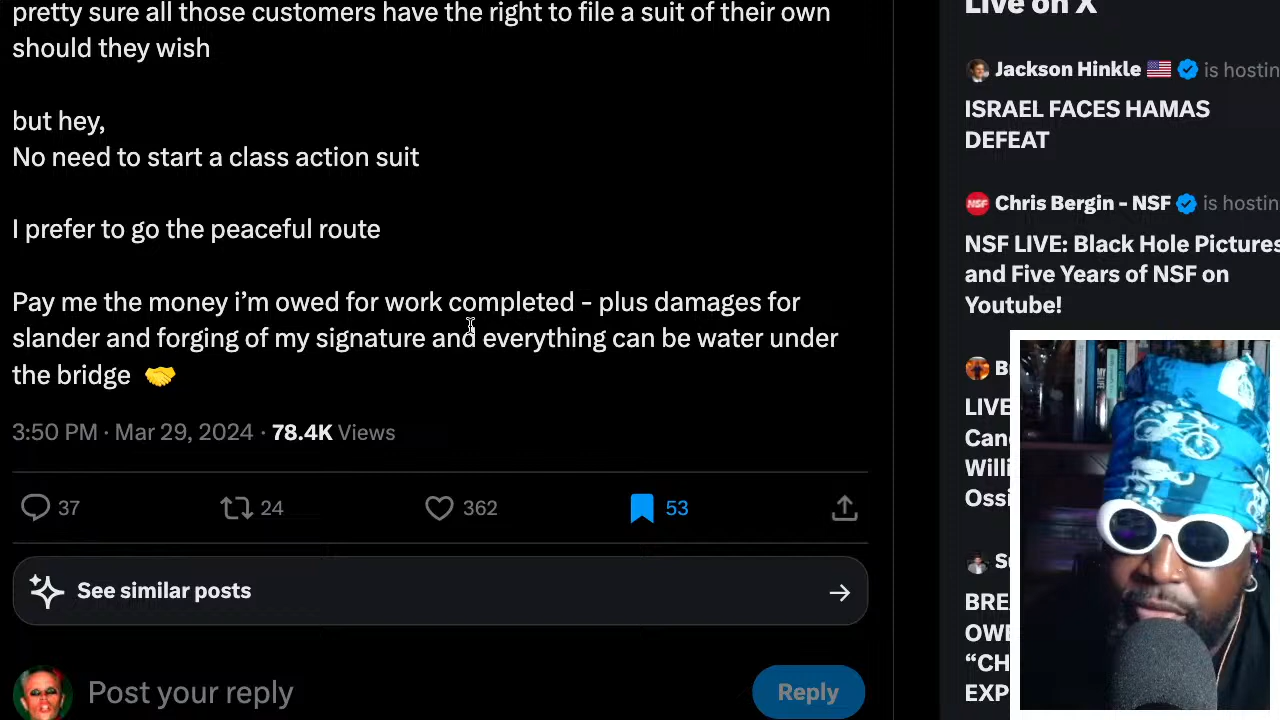 pretty sure all those customers have the right to file a suit of their own
should they wish
but hey,
No need to start a class action suit
I prefer to go the peaceful route
Pay me the money i’m owed for work completed - plus damages for
slander and forging of my signature and everything can be water under
the bridge 🤝
3:50 PM · Mar 29, 2024 · 78.4K Views
37 24 362 53
See similar posts
Post your reply
Reply
Live on X
Jackson Hinkle 🇺🇸 is hostin
ISRAEL FACES HAMAS
DEFEAT
NSF
Chris Bergin - NSF is hostin
NSF LIVE: Black Hole Pictures
and Five Years of NSF on
Youtube!
LIVE
Willi
Ossi
BRE
OWE
“CH
EXP